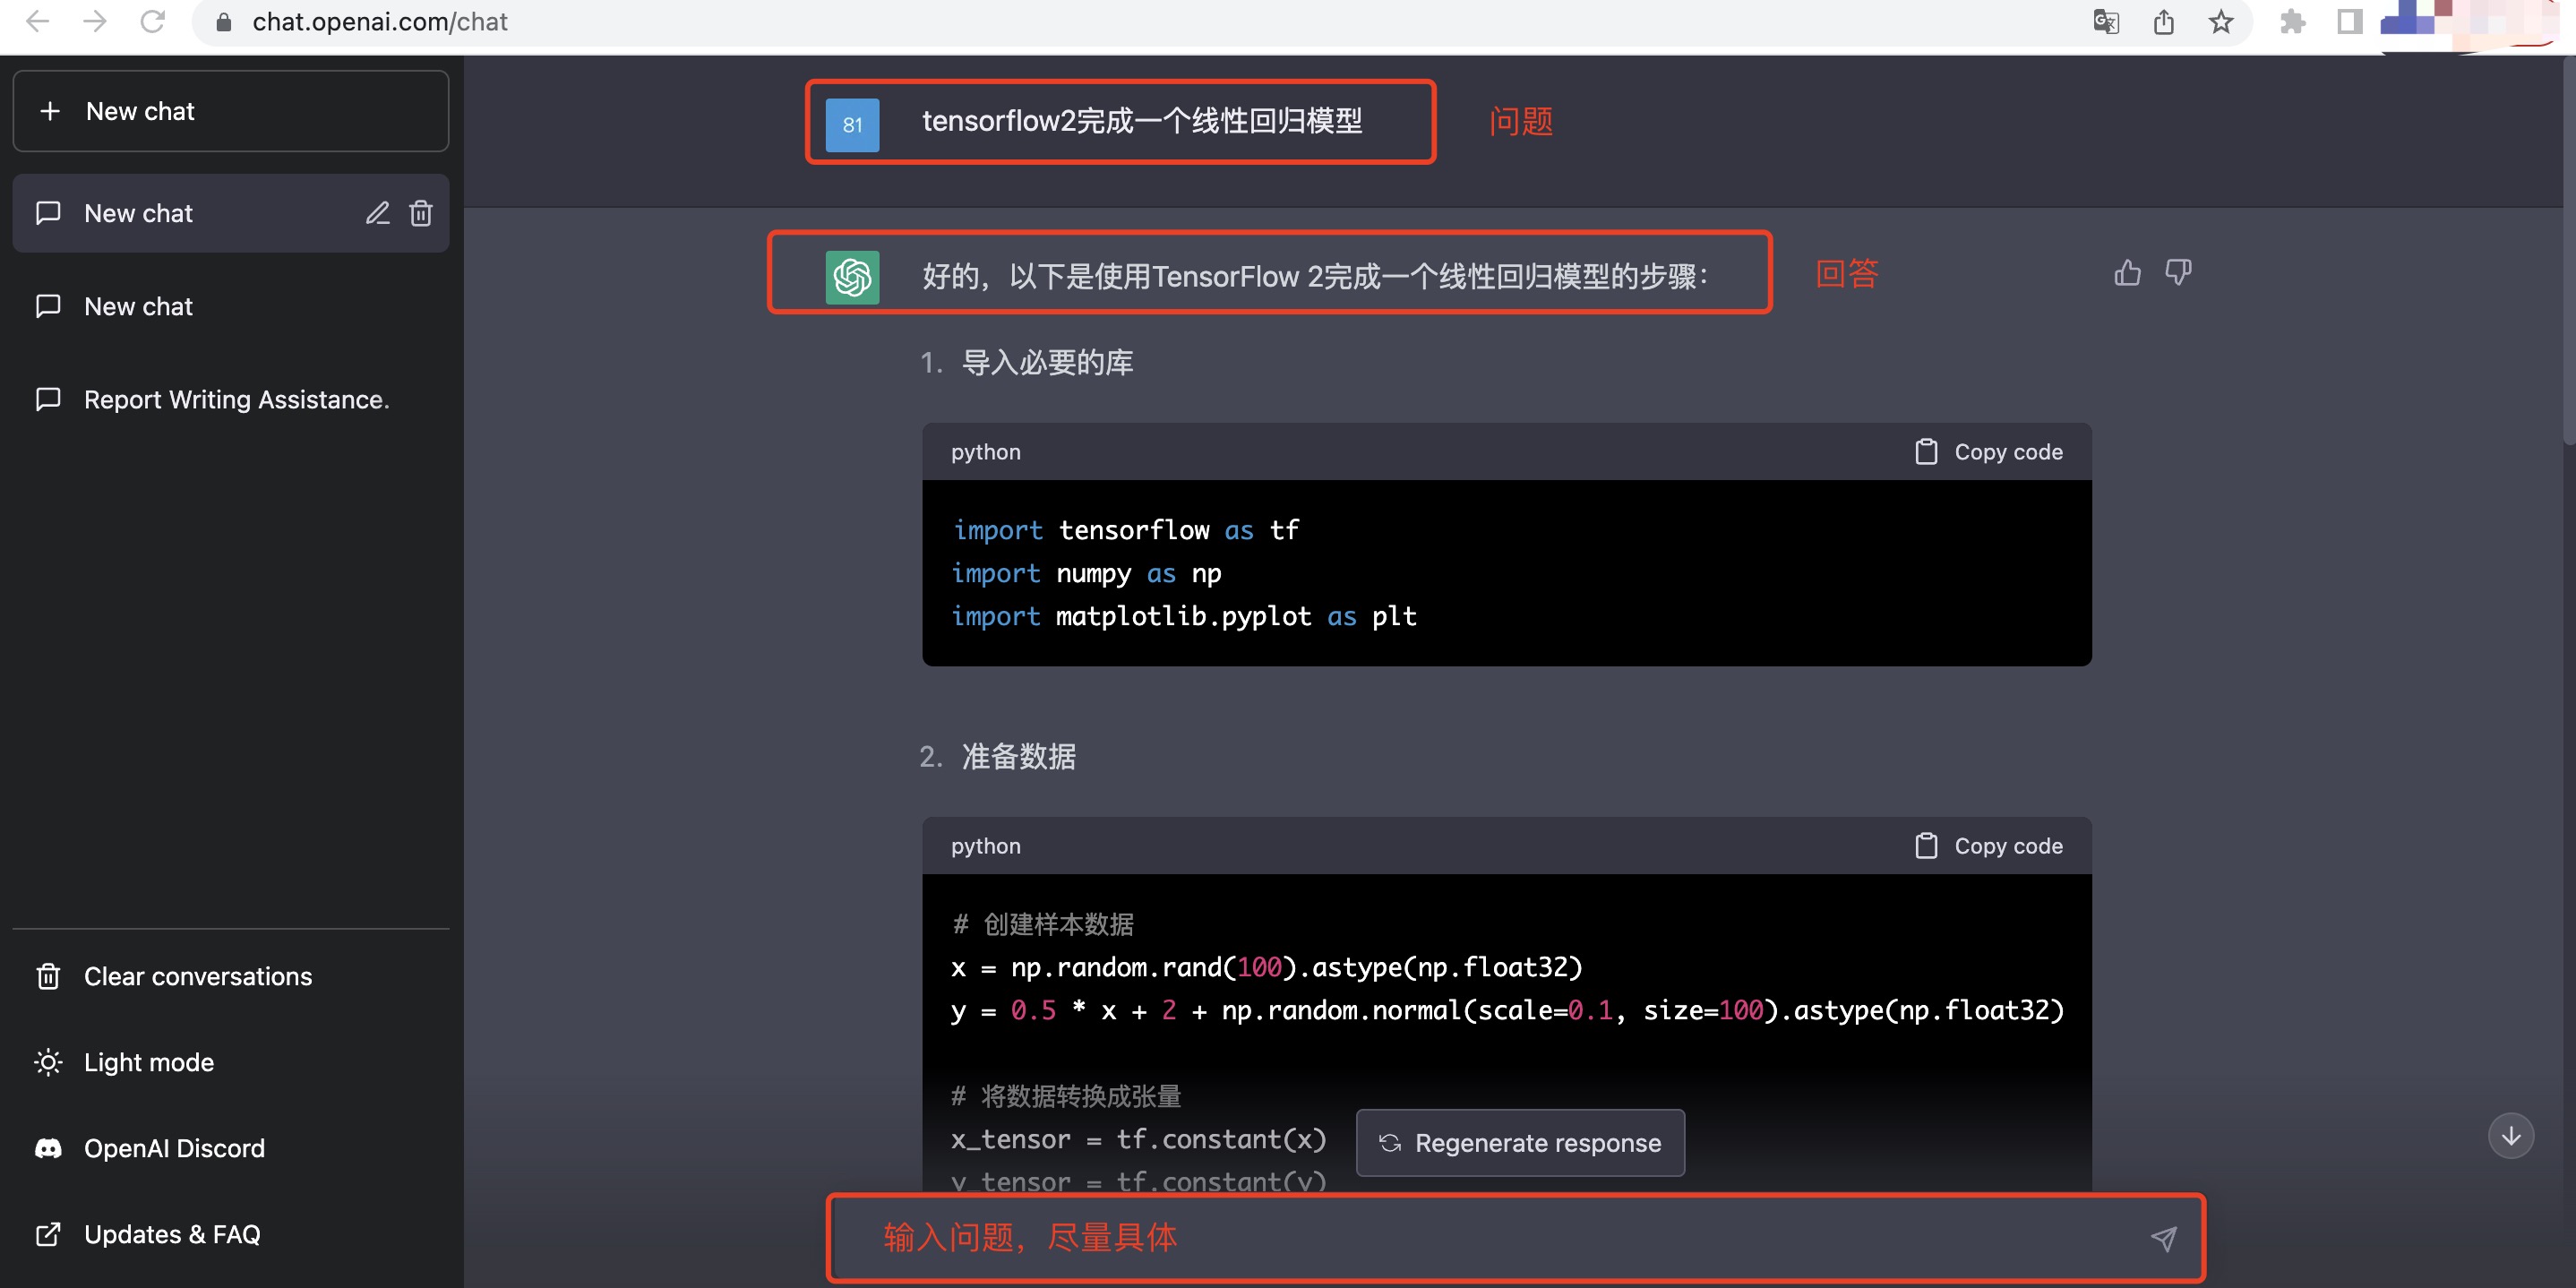 chat.openai.com/chat
New chat
New chat
New chat
Report Writing Assistance.
Clear conversations
Light mode
OpenAI Discord
Updates & FAQ
81
tensorflow2完成一个线性回归模型
问题
好的，以下是使用TensorFlow 2完成一个线性回归模型的步骤：
回答
1. 导入必要的库
python
Copy code
import tensorflow as tf
import numpy as np
import matplotlib.pyplot as plt
2. 准备数据
python
Copy code
# 创建样本数据
x = np.random.rand(100).astype(np.float32)
y = 0.5 * x + 2 + np.random.normal(scale=0.1, size=100).astype(np.float32)
# 将数据转换成张量
x_tensor = tf.constant(x)
y_tensor = tf.constant(y)
Regenerate response
输入问题，尽量具体